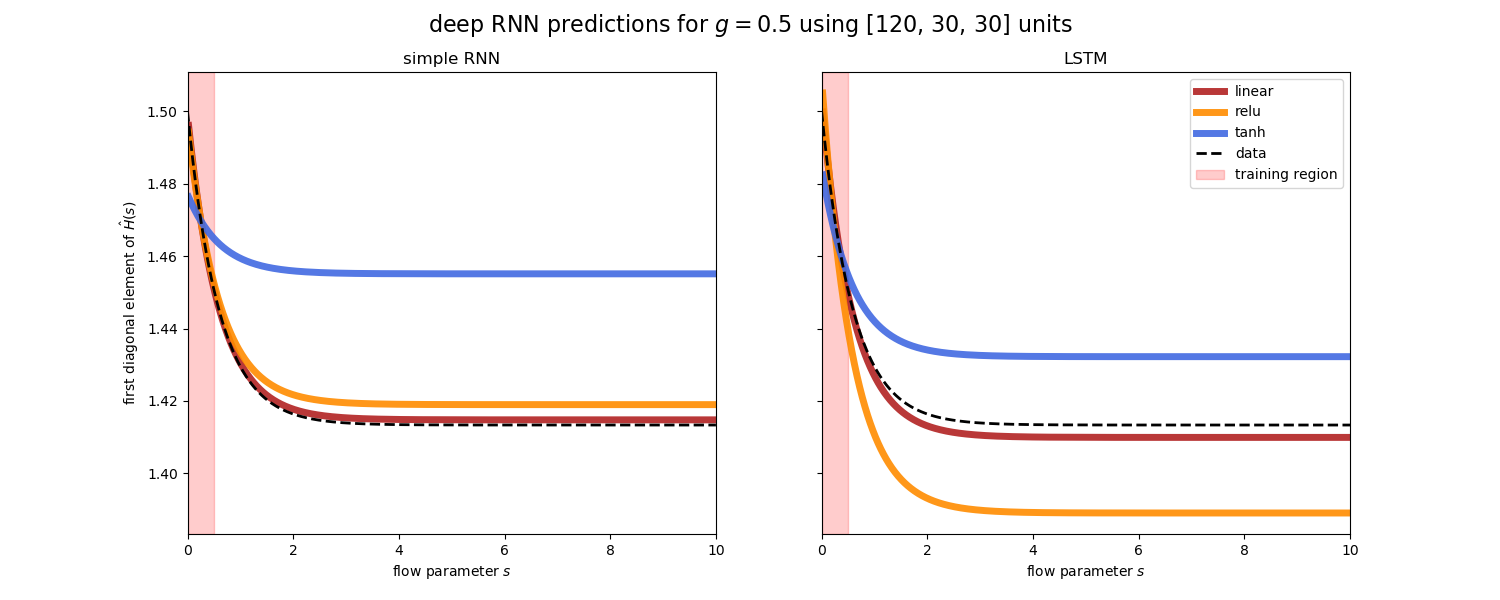 deep RNN predictions for g = 0.5 using [120, 30, 30] units
simple RNN
first diagonal element of Ĥ(s)
1.50
1.48
1.46
1.44
1.42
1.40
0 2 4 6 8 10
flow parameter s
LSTM
linear
relu
tanh
data
training region
0 2 4 6 8 10
flow parameter s